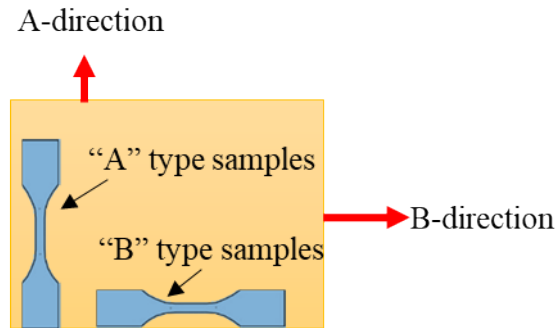 A-direction
“A” type samples
B-direction
“B” type samples